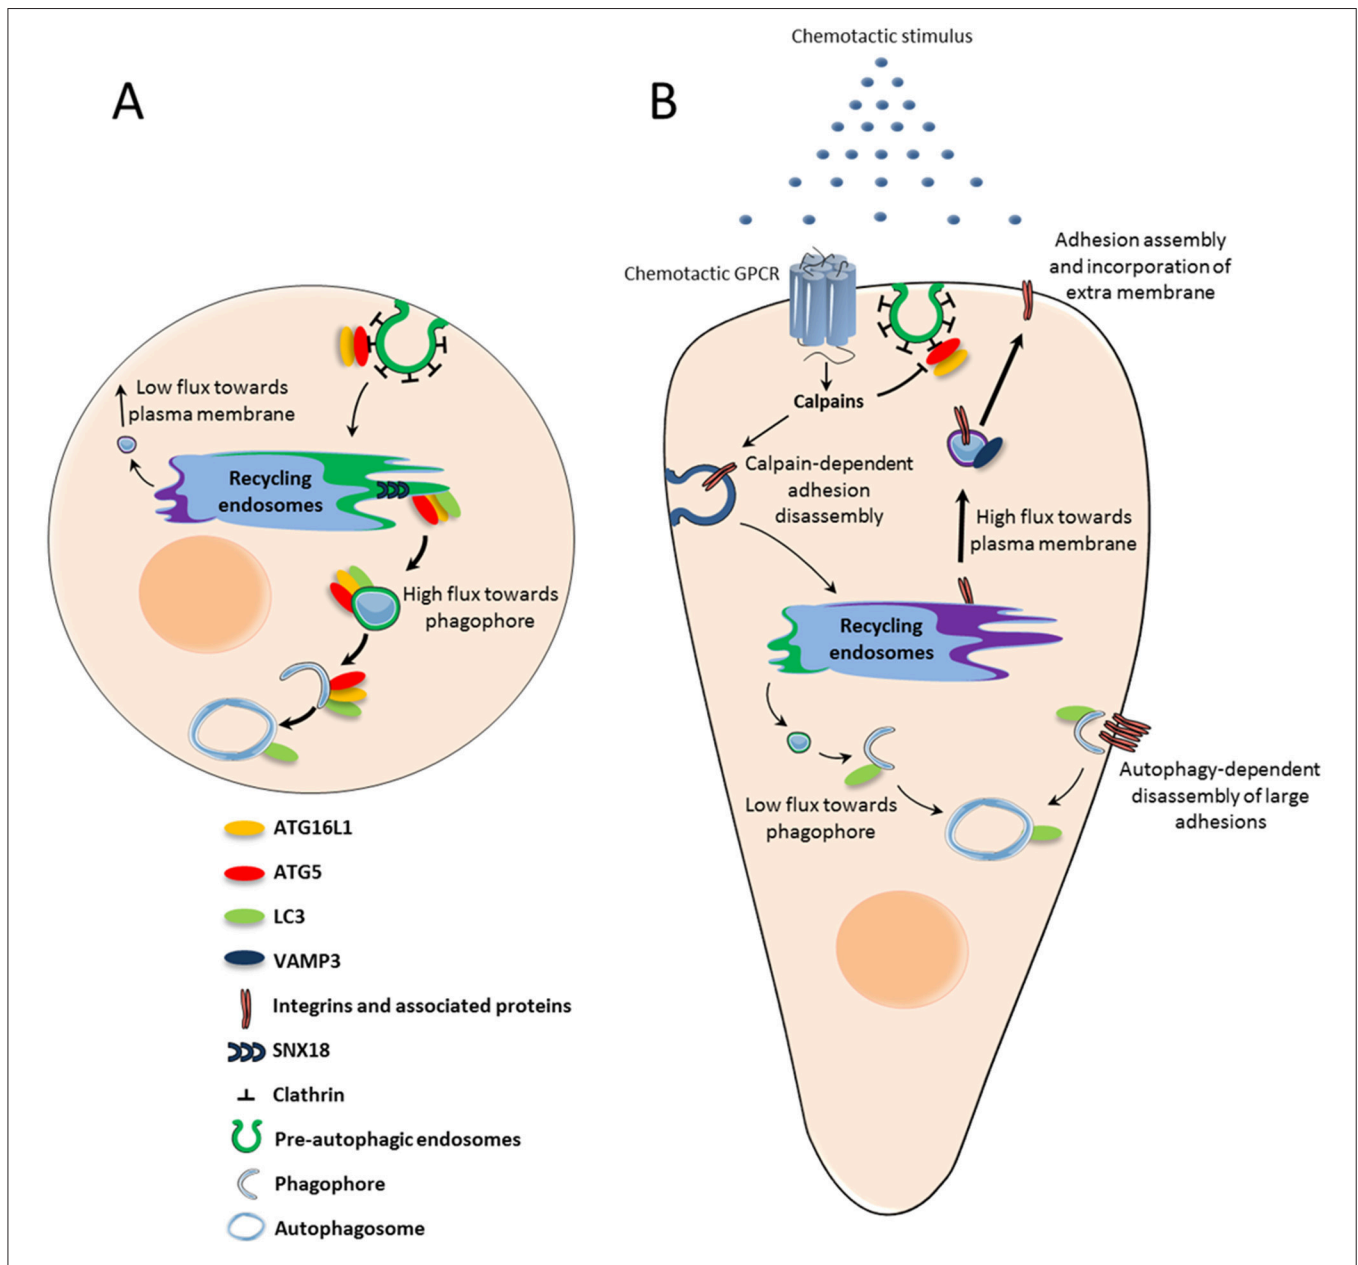 A
Low flux towards
plasma membrane
Recycling
endosomes
High flux towards
phagophore
ATG16L1
ATG5
LC3
VAMP3
Integrins and associated proteins
SNX18
Clathrin
Pre-autophagic endosomes
Phagophore
Autophagosome
B
Chemotactic stimulus
Chemotactic GPCR
Adhesion assembly
and incorporation of
extra membrane
Calpains
Calpain-dependent
adhesion
disassembly
High flux towards
plasma membrane
Recycling
endosomes
Low flux towards
phagophore
Autophagy-dependent
disassembly of large
adhesions